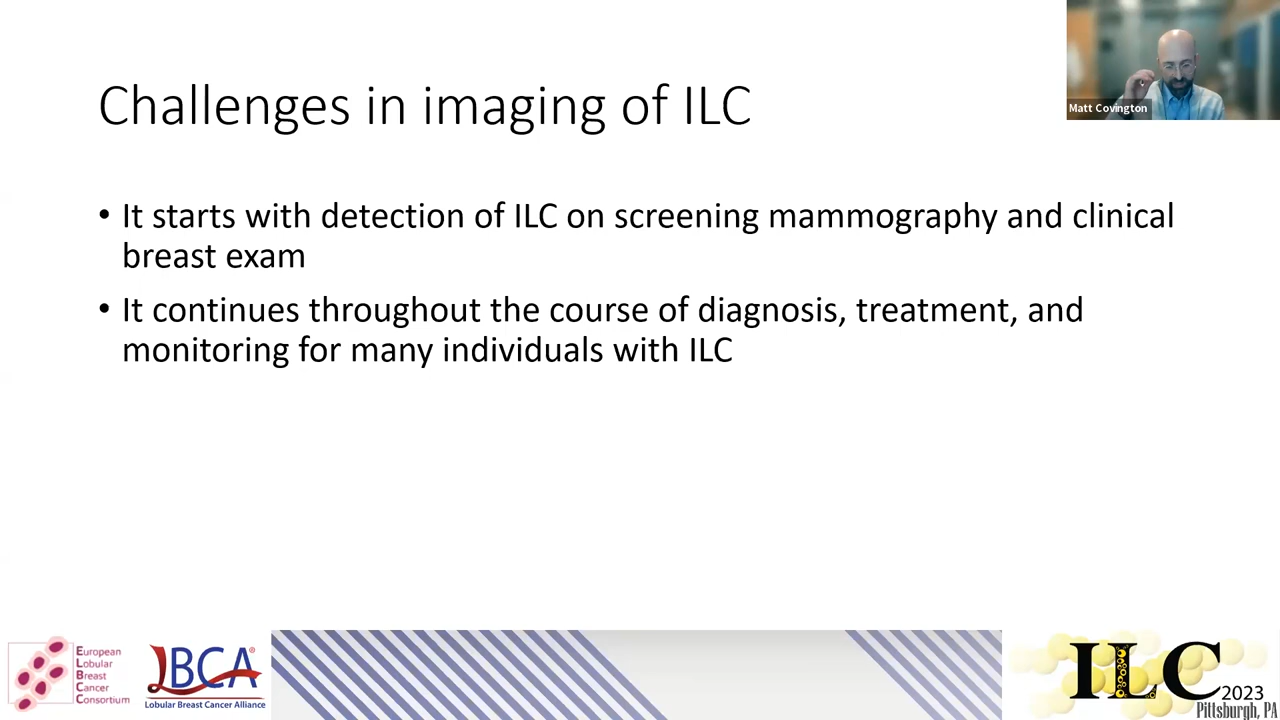 Challenges in imaging of ILC
Matt Covington
• It starts with detection of ILC on screening mammography and clinical
breast exam
• It continues throughout the course of diagnosis, treatment, and
monitoring for many individuals with ILC
European
Lobular
Breast
Cancer
Consortium
LBCA®
Lobular Breast Cancer Alliance
ILC
2023
Pittsburgh, PA